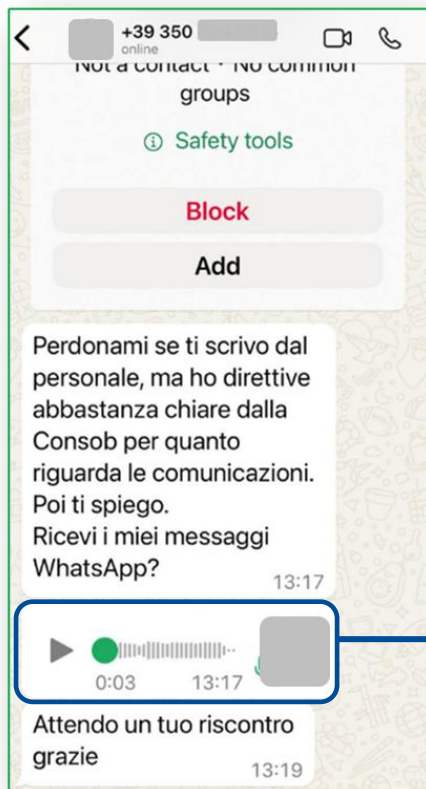 +39 350
online
Not a contact · No common
groups
Safety tools
Block
Add
Perdonami se ti scrivo dal
personale, ma ho direttive
abbastanza chiare dalla
Consob per quanto
riguarda le comunicazioni.
Poi ti spiego.
Ricevi i miei messaggi
WhatsApp?
13:17
0:03 13:17
Attendo un tuo riscontro
grazie
13:19